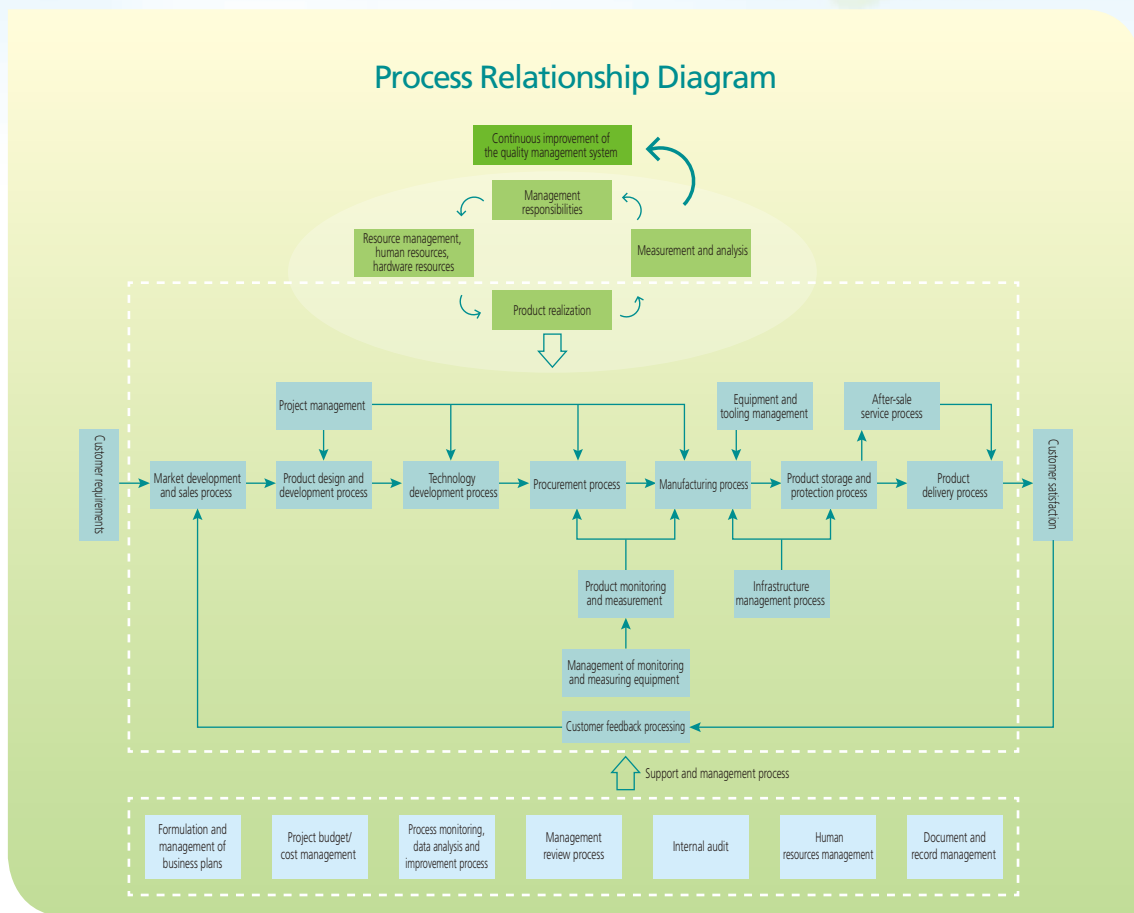 Process Relationship Diagram
Continuous improvement of
the quality management system
Management
responsibilities
Resource management,
human resources,
hardware resources
Measurement and analysis
Product realization
Project management
Equipment and
tooling management
After-sale
service process
Customer requirements
Market development
and sales process
Product design and
development process
Technology
development process
Procurement process
Manufacturing process
Product storage and
protection process
Product
delivery process
Customer satisfaction
Product monitoring
and measurement
Infrastructure
management process
Management of monitoring
and measuring equipment
Customer feedback processing
Support and management process
Formulation and
management of
business plans
Project budget/
cost management
Process monitoring,
data analysis and
improvement process
Management
review process
Internal audit
Human
resources management
Document and
record management